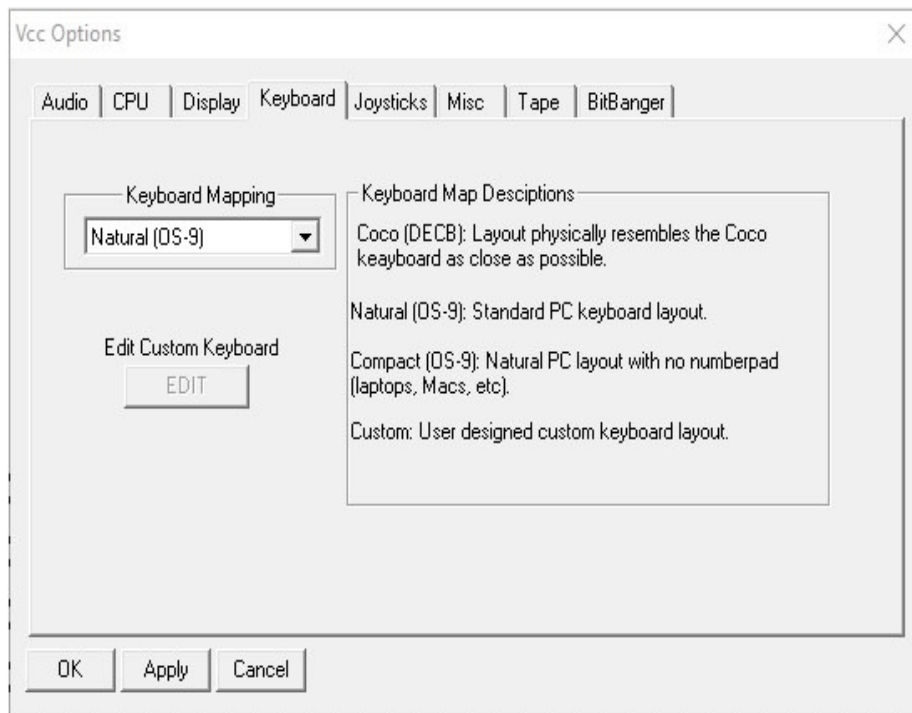 Vcc Options
Audio CPU Display Keyboard Joysticks Misc Tape BitBanger
Keyboard Mapping
Natural (OS-9)
Edit Custom Keyboard
EDIT
Keyboard Map Desciptions
Coco (DECB): Layout physically resembles the Coco
keayboard as close as possible.
Natural (OS-9): Standard PC keyboard layout.
Compact (OS-9): Natural PC layout with no numberpad
(laptops, Macs, etc).
Custom: User designed custom keyboard layout.
OK Apply Cancel